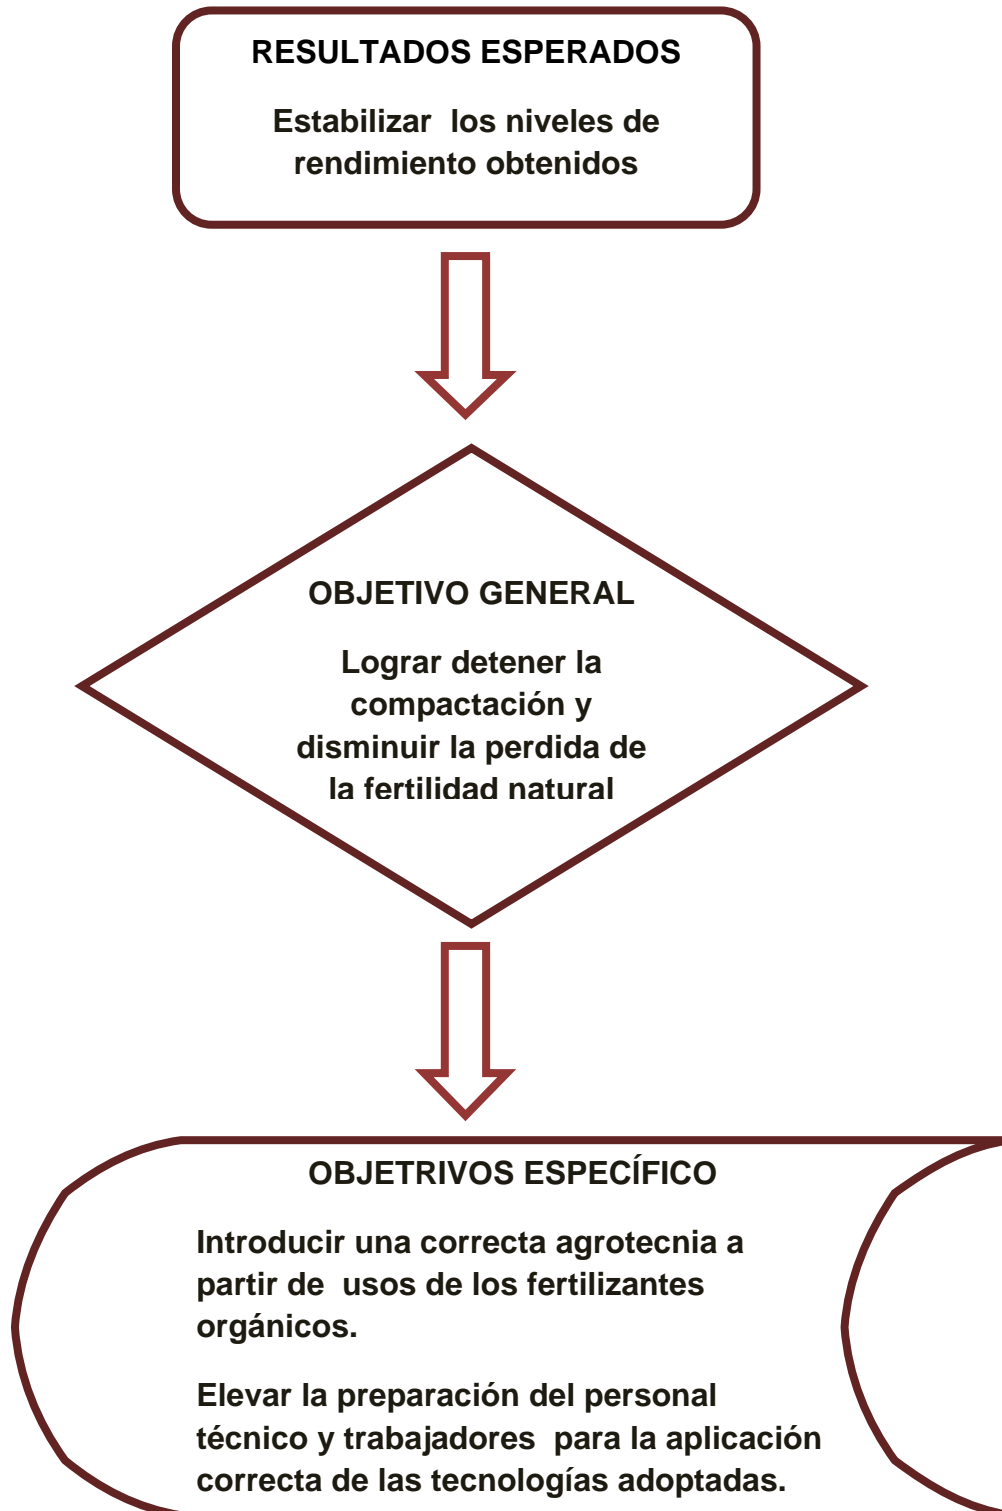 RESULTADOS ESPERADOS
Estabilizar  los niveles de
rendimiento obtenidos
OBJETIVO GENERAL
Lograr detener la
compactación y
disminuir la perdida de
la fertilidad natural
OBJETRIVOS ESPECÍFICO
Introducir una correcta agrotecnia a
partir de  usos de los fertilizantes
orgánicos.
Elevar la preparación del personal
técnico y trabajadores  para la aplicación
correcta de las tecnologías adoptadas.